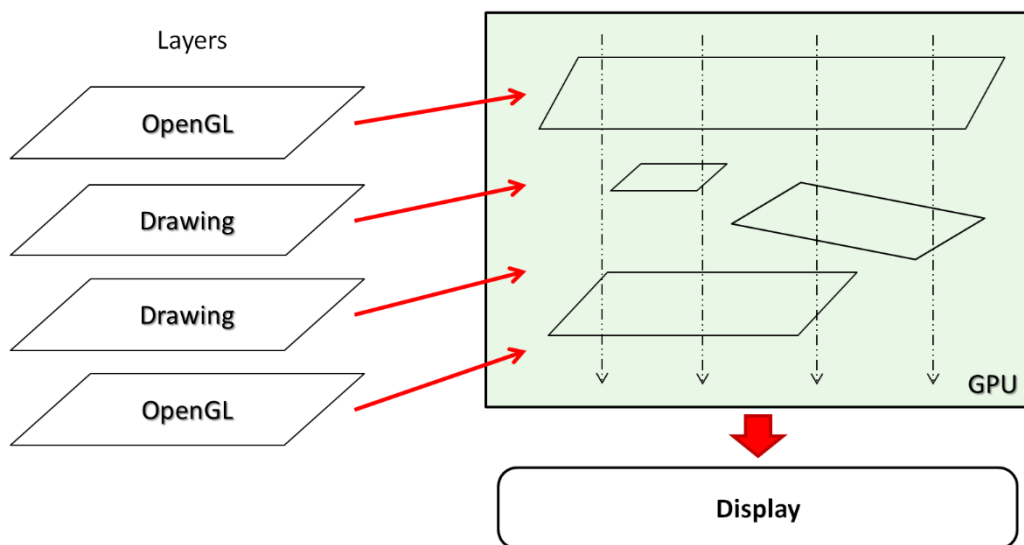 Layers
OpenGL
Drawing
Drawing
OpenGL
GPU
Display